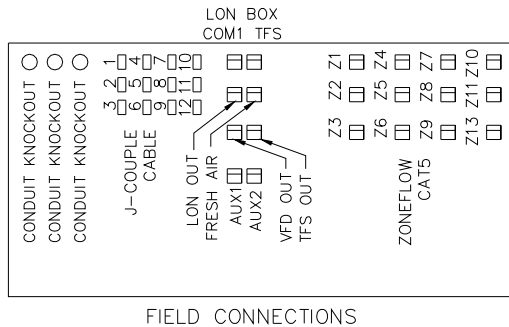 LON BOX
COM1 TFS
CONDUIT KNOCKOUT
CONDUIT KNOCKOUT
CONDUIT KNOCKOUT
1 4 7 10
2 5 8 11
3 6 9 12
J-COUPLE
CABLE
LON OUT
FRESH AIR
AUX1
AUX2
VFD OUT
TFS OUT
Z1 Z4 Z7 Z10
Z2 Z5 Z8 Z11
Z3 Z6 Z9 Z13
ZONEFLOW
CAT5
FIELD CONNECTIONS